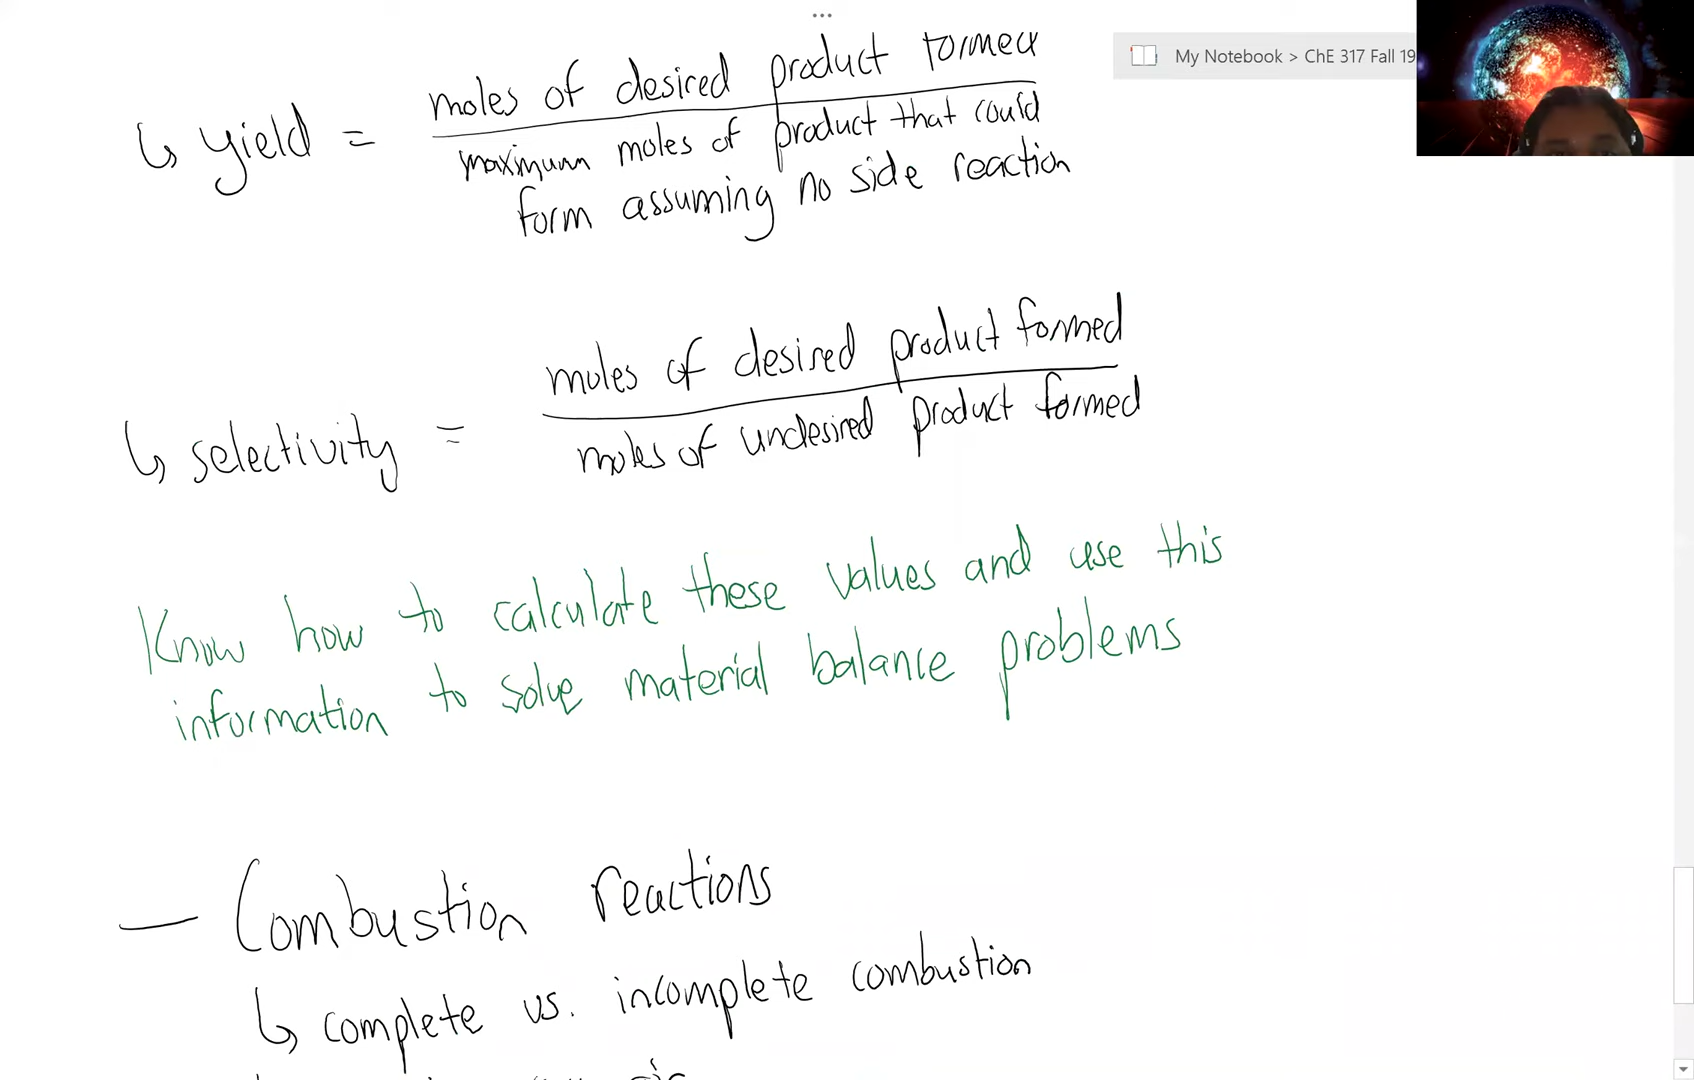 My Notebook > ChE 317 Fall 19
moles of desired product formed
↳ yield =
maximum moles of product that could
form assuming no side reaction
moles of desired product formed
↳ selectivity =
moles of undesired product formed
Know how to calculate these values and use this
information to solve material balance problems
— Combustion reactions
↳ complete vs. incomplete combustion